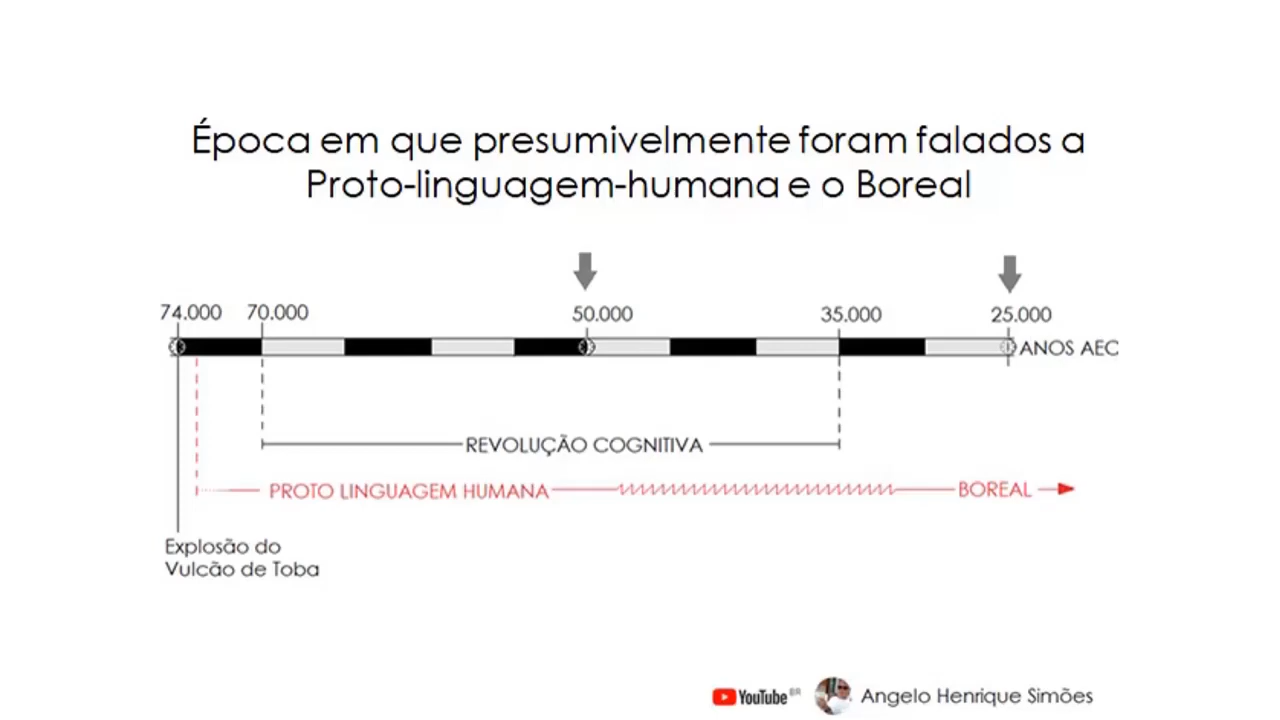 Época em que presumivelmente foram falados a
Proto-linguagem-humana e o Boreal
74.000 70.000 50.000 35.000 25.000
ANOS AEC
REVOLUÇÃO COGNITIVA
PROTO LINGUAGEM HUMANA BOREAL
Explosão do
Vulcão de Toba
YouTube BR Angelo Henrique Simões